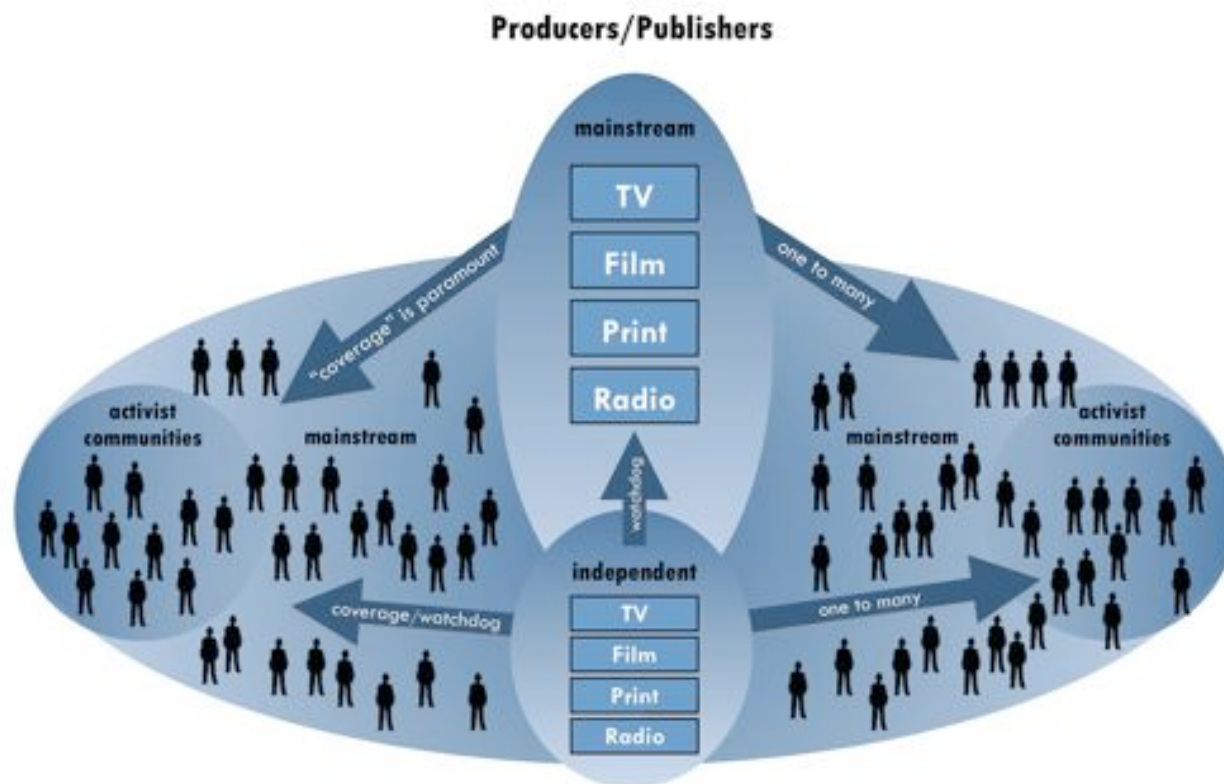 Producers/Publishers
mainstream
TV
Film
Print
Radio
"coverage" is paramount
one to many
activist
communities
mainstream
mainstream
activist
communities
watchdog
independent
TV
Film
Print
Radio
coverage/watchdog
one to many